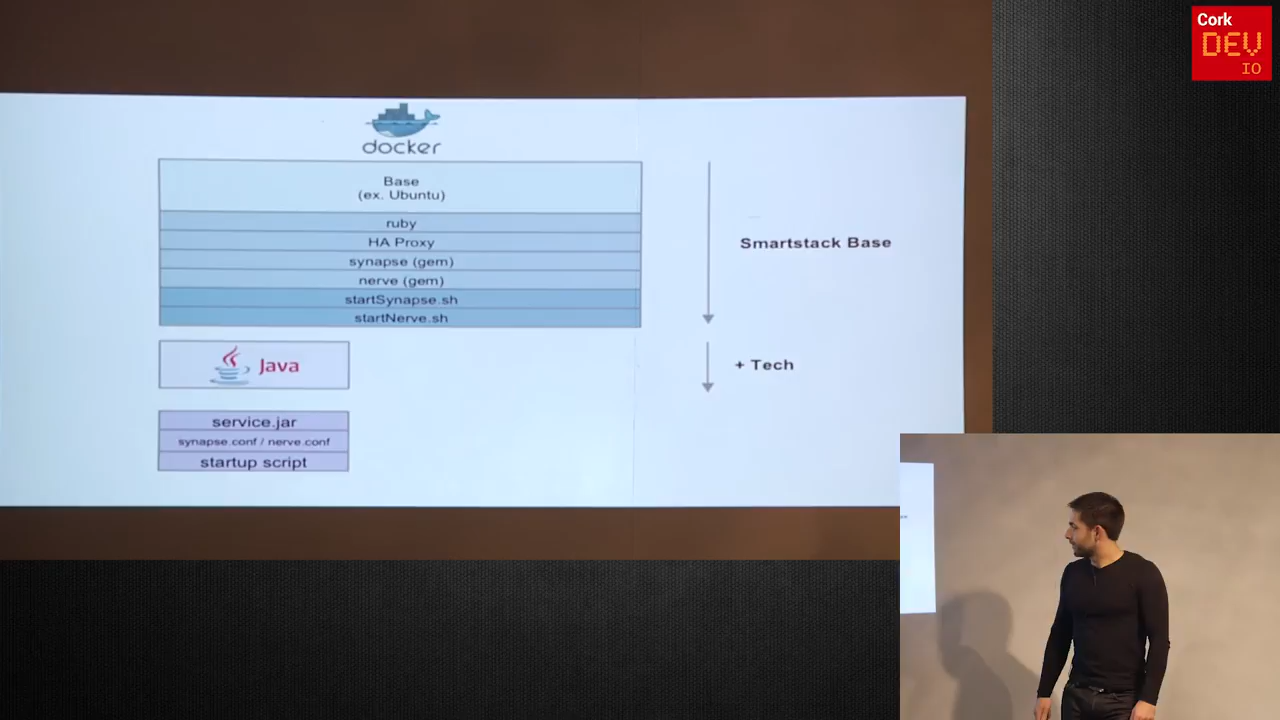 Cork
DEV
IO
docker
Base
(ex. Ubuntu)
ruby
HA Proxy
synapse (gem)
nerve (gem)
startSynapse.sh
startNerve.sh
Smartstack Base
Java
+ Tech
service.jar
synapse.conf / nerve.conf
startup script